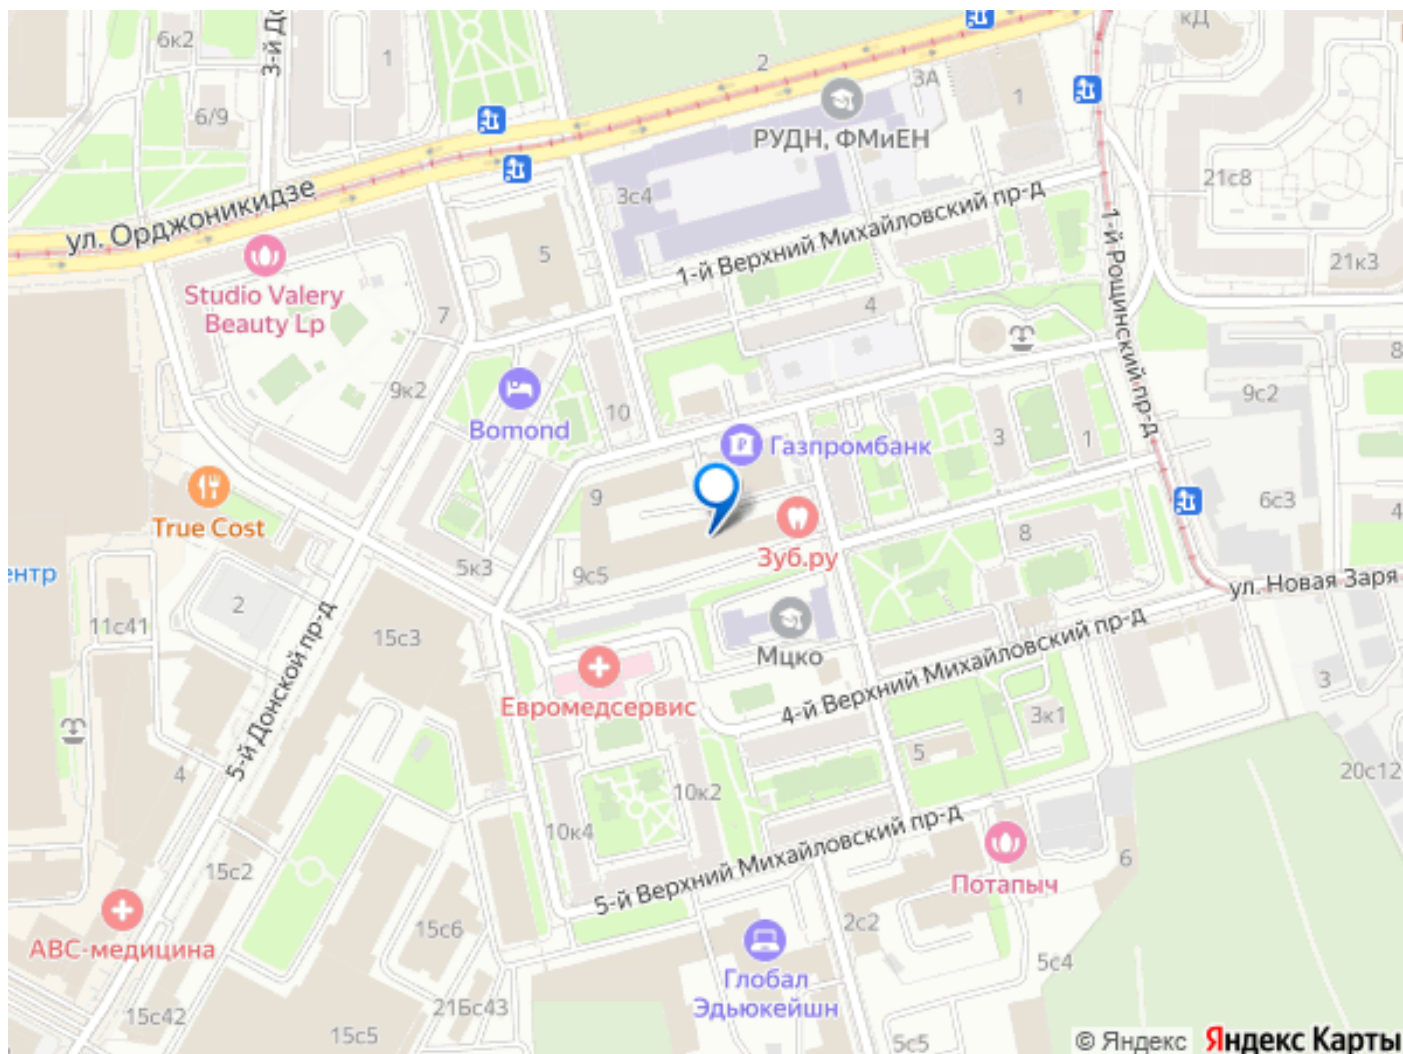 6к2
3-й До
1
6/9
2
3А
1
кД
РУДН, ФМиЕН
3с4
21с8
ул. Орджоникидзе
1-й Верхний Михайловский пр-д
1-й Рощинский пр-д
21к3
5
Studio Valery
Beauty Lp
7
4
9к2
8
9с2
Bomond
10
3
1
Газпромбанк
9
6с3
True Cost
Зуб.ру
8
4
ентр
5к3
9с5
ул. Новая Заря
2
11с41
15с3
Мцко
5-й Донской пр-д
Евромедсервис
4-й Верхний Михайловский пр-д
3
3к1
5
4
20с12
10к2
10к4
5-й Верхний Михайловский пр-д
15с2
6
Потапыч
АВС-медицина
15с6
2с2
Глобал
Эдьюкейшн
5с4
21Бс43
15с42
15с5
5с5
© Яндекс Яндекс Карты